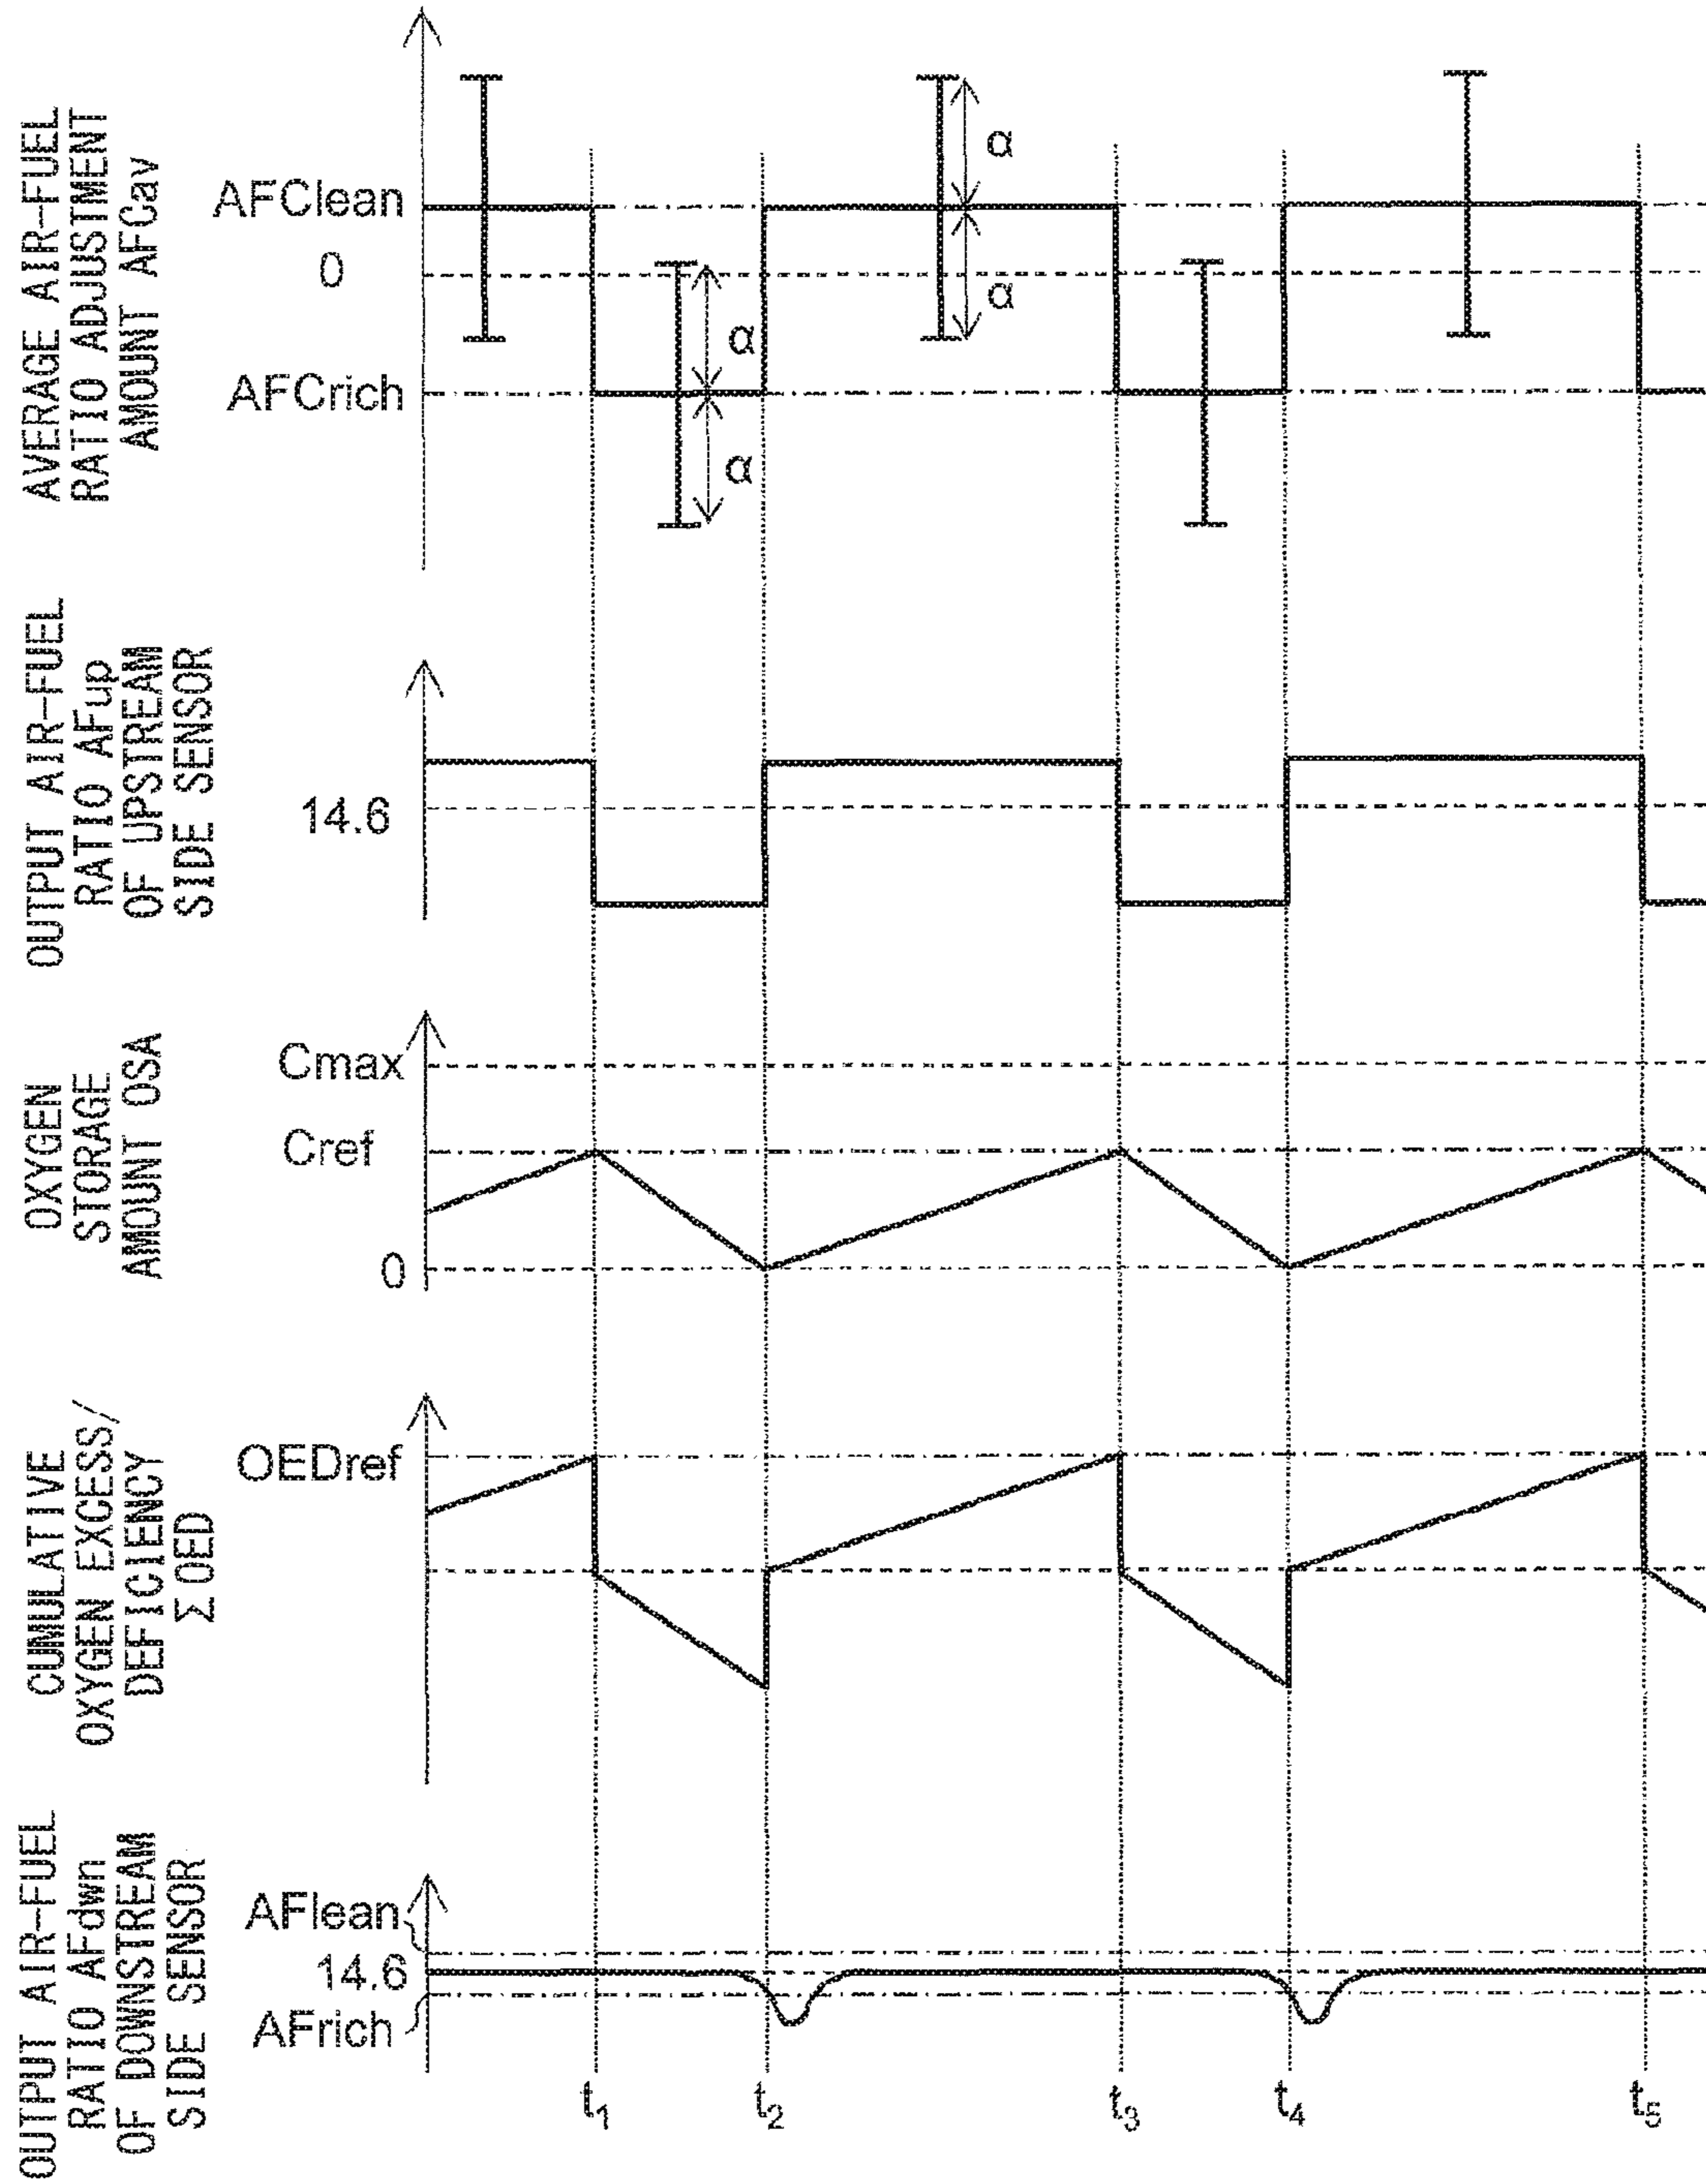 AVERAGE AIR-FUEL
RATIO ADJUSTMENT
AMOUNT AFCav
AFClean
0
AFCrich
α
α
α
α
OUTPUT AIR-FUEL
RATIO AFup
OF UPSTREAM
SIDE SENSOR
14.6
OXYGEN
STORAGE
AMOUNT OSA
Cmax
Cref
0
CUMULATIVE
OXYGEN EXCESS/
DEFICIENCY
ΣOED
OEDref
OUTPUT AIR-FUEL
RATIO AFdwn
OF DOWNSTREAM
SIDE SENSOR
AFlean
14.6
AFrich
t1 t2 t3 t4 t5